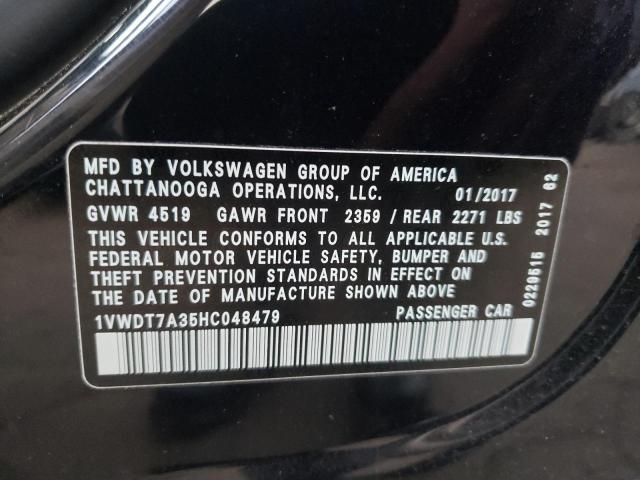 MFD BY VOLKSWAGEN GROUP OF AMERICA
CHATTANOOGA OPERATIONS, LLC. 01/2017
GVWR 4519 GAWR FRONT 2359 / REAR 2271 LBS
THIS VEHICLE CONFORMS TO ALL APPLICABLE U.S.
FEDERAL MOTOR VEHICLE SAFETY, BUMPER AND
THEFT PREVENTION STANDARDS IN EFFECT ON
THE DATE OF MANUFACTURE SHOWN ABOVE
1VWDT7A35HC048479 PASSENGER CAR
0220516 2017 62